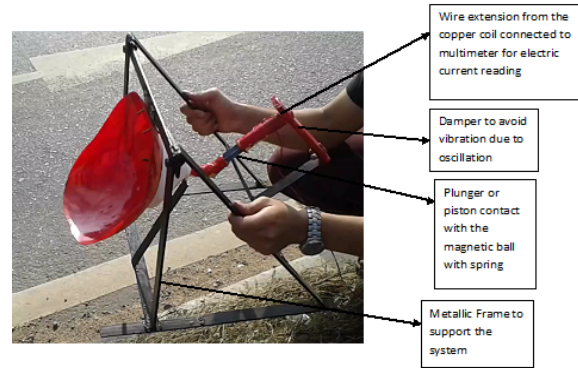 Wire extension from the
copper coil connected to
multimeter for electric
current reading
Damper to avoid
vibration due to
oscillation
Plunger or
piston contact
with the
magnetic ball
with spring
Metallic Frame to
support the
system